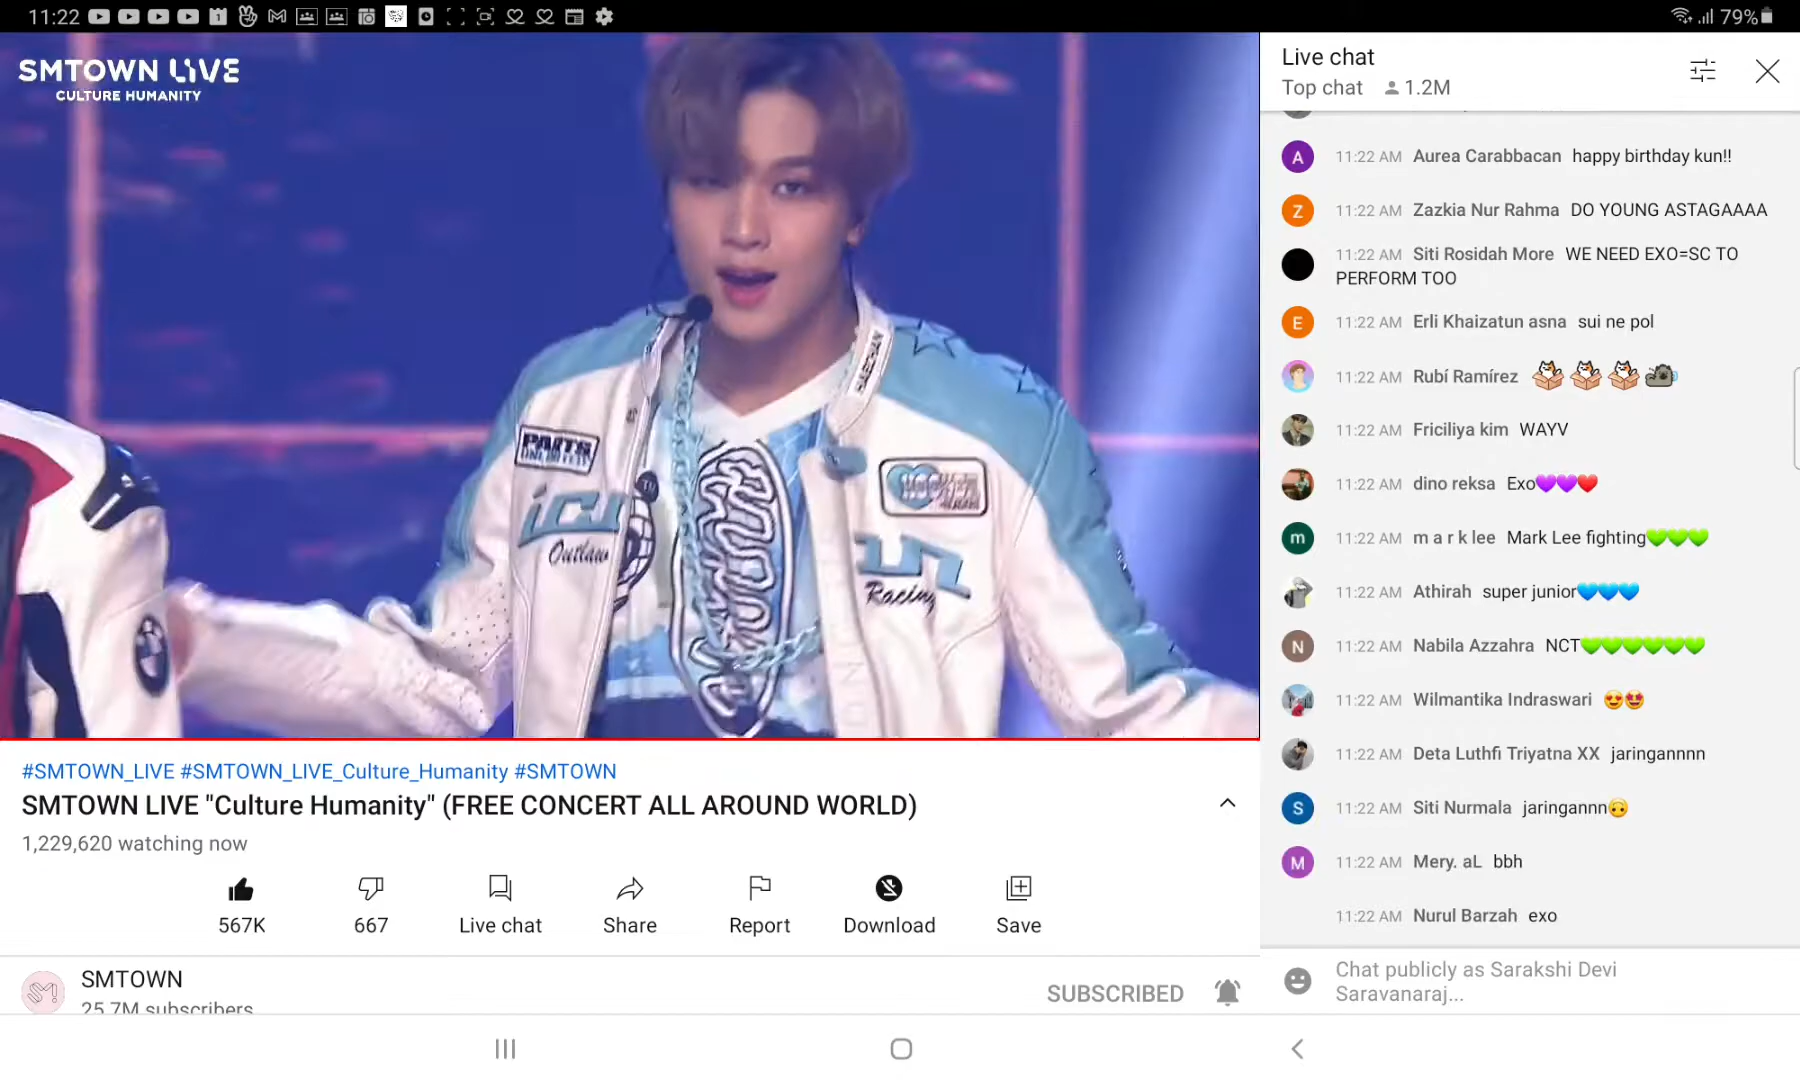 11:22
79%
SMTOWN LIVE
CULTURE HUMANITY
Outlaw
Racing
#SMTOWN_LIVE #SMTOWN_LIVE_Culture_Humanity #SMTOWN
SMTOWN LIVE "Culture Humanity" (FREE CONCERT ALL AROUND WORLD)
1,229,620 watching now
567K
667
Live chat
Share
Report
Download
Save
SMTOWN
25.7M subscribers
SUBSCRIBED
Live chat
Top chat 1.2M
A 11:22 AM Aurea Carabbacan happy birthday kun!!
Z 11:22 AM Zazkia Nur Rahma DO YOUNG ASTAGAAAA
11:22 AM Siti Rosidah More WE NEED EXO=SC TO
PERFORM TOO
E 11:22 AM Erli Khaizatun asna sui ne pol
11:22 AM Rubí Ramírez
11:22 AM Friciliya kim WAYV
11:22 AM dino reksa Exo💜💜❤️
m 11:22 AM m a r k lee Mark Lee fighting💚💚💚
11:22 AM Athirah super junior💙💙💙
N 11:22 AM Nabila Azzahra NCT💚💚💚💚💚💚
11:22 AM Wilmantika Indraswari 😍🤩
11:22 AM Deta Luthfi Triyatna XX jaringannnn
S 11:22 AM Siti Nurmala jaringannn🙃
M 11:22 AM Mery. aL bbh
11:22 AM Nurul Barzah exo
Chat publicly as Sarakshi Devi
Saravanaraj...